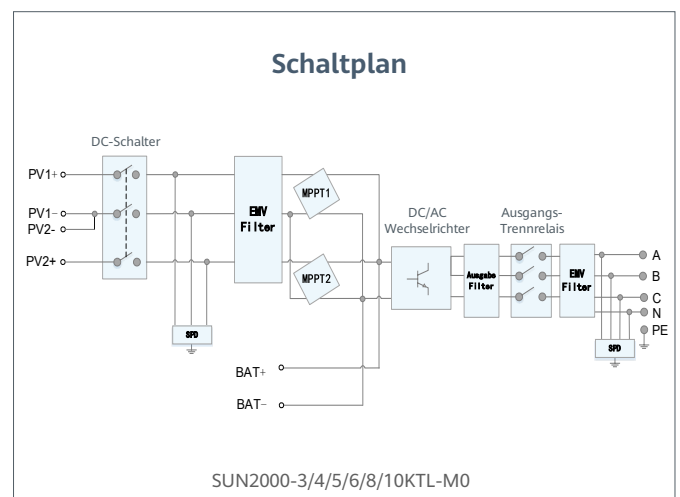 Schaltplan
DC-Schalter
PV1+
PV1−
PV2-
PV2+
EMV
Filter
MPPT1
MPPT2
SPD
BAT+
BAT−
DC/AC
Wechselrichter
Ausgabe
Filter
Ausgangs-
Trennrelais
EMV
Filter
A
B
C
N
PE
SPD
SUN2000-3/4/5/6/8/10KTL-M0